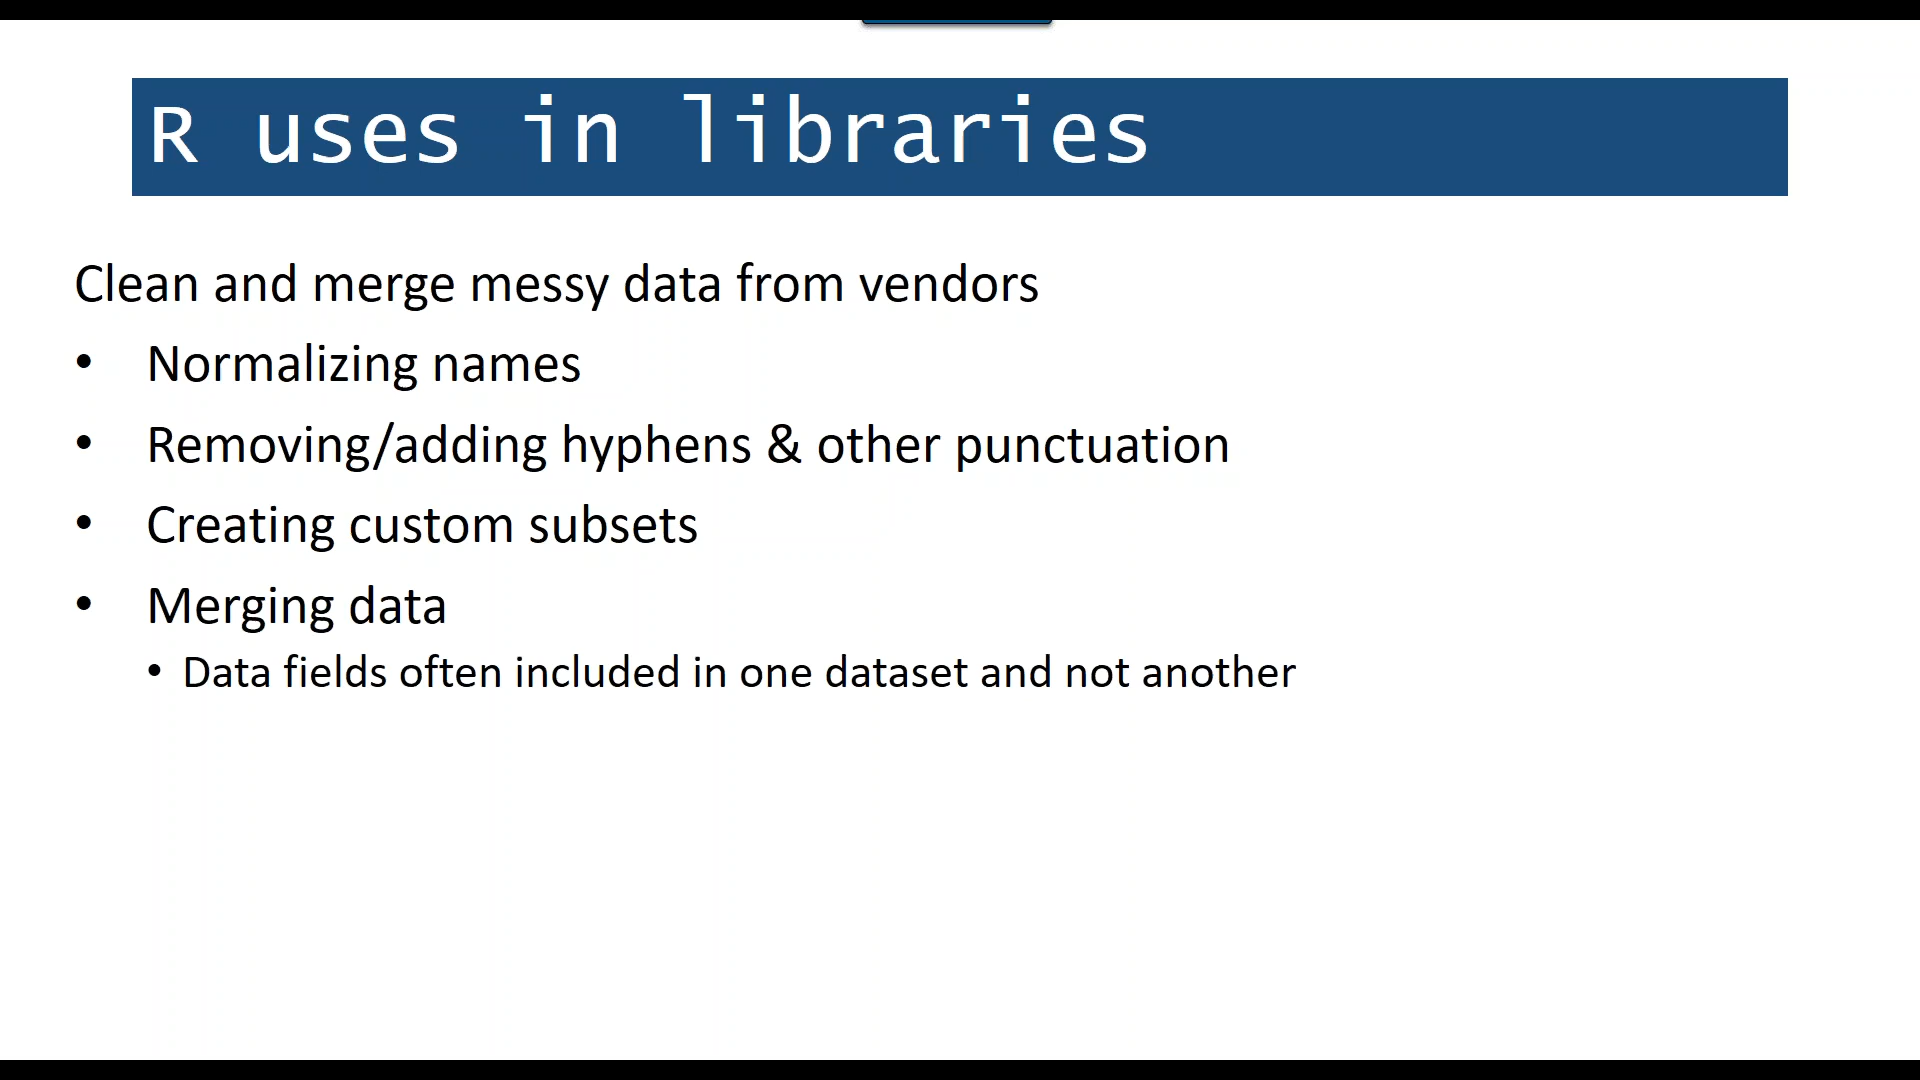 R uses in libraries
Clean and merge messy data from vendors
• Normalizing names
• Removing/adding hyphens & other punctuation
• Creating custom subsets
• Merging data
• Data fields often included in one dataset and not another